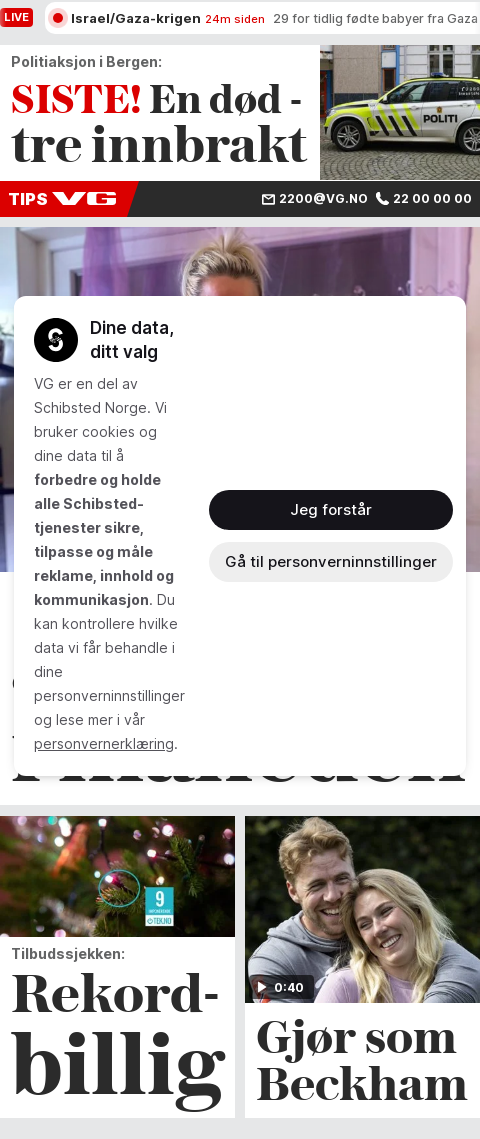 LIVE
Israel/Gaza-krigen 24m siden 29 for tidlig fødte babyer fra Gaza
Politiaksjon i Bergen:
SISTE! En død -
tre innbrakt
POLITI
TIPS VG
2200@VG.NO 22 00 00 00
Dine data,
ditt valg
VG er en del av
Schibsted Norge. Vi
bruker cookies og
dine data til å
forbedre og holde
alle Schibsted-
tjenester sikre,
tilpasse og måle
reklame, innhold og
kommunikasjon. Du
kan kontrollere hvilke
data vi får behandle i
dine
personverninnstillinger
og lese mer i vår
personvernerklæring.
Jeg forstår
Gå til personverninnstillinger
9
TEK.NO
Tilbudssjekken:
Rekord-
billig
0:40
Gjør som
Beckham